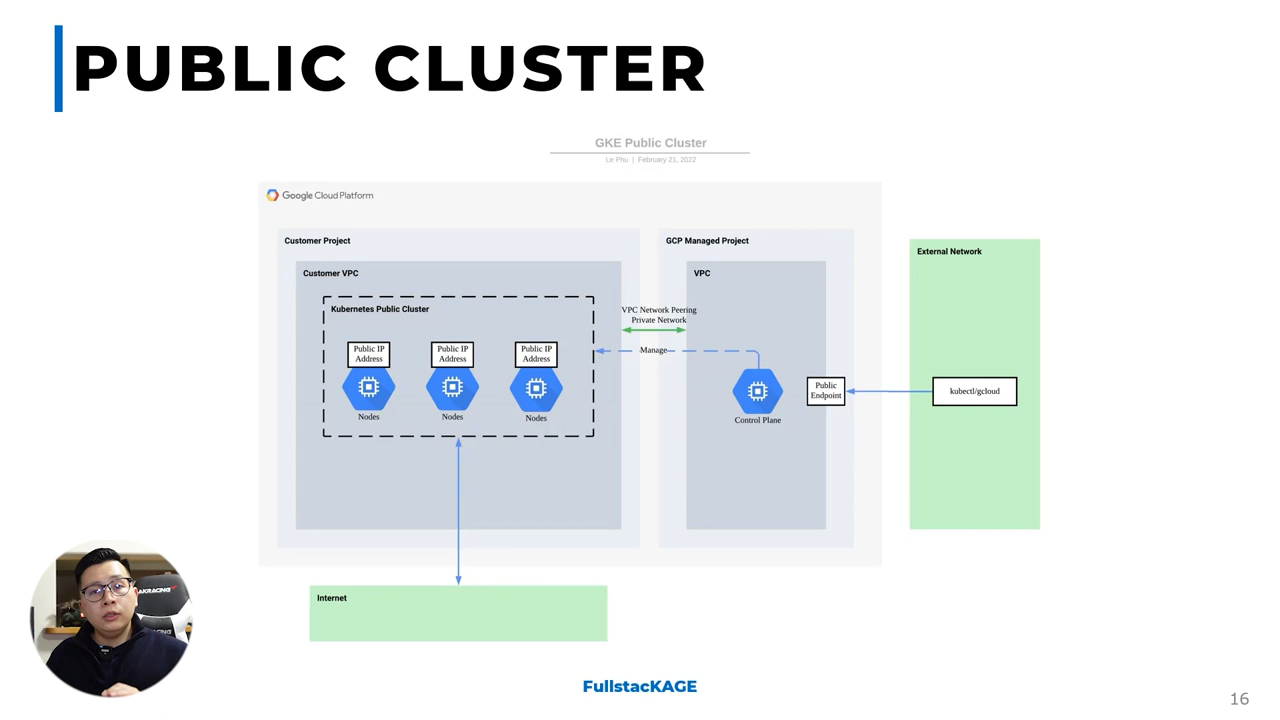 PUBLIC CLUSTER
GKE Public Cluster
Le Phu | February 21, 2022
Google Cloud Platform
Customer Project
GCP Managed Project
External Network
Customer VPC
VPC
Kubernetes Public Cluster
VPC Network Peering
Private Network
Manage
Public IP
Address
Public IP
Address
Public IP
Address
Nodes
Nodes
Nodes
Control Plane
Public
Endpoint
kubectl/gcloud
Internet
AKRACING
FullstacKAGE
16